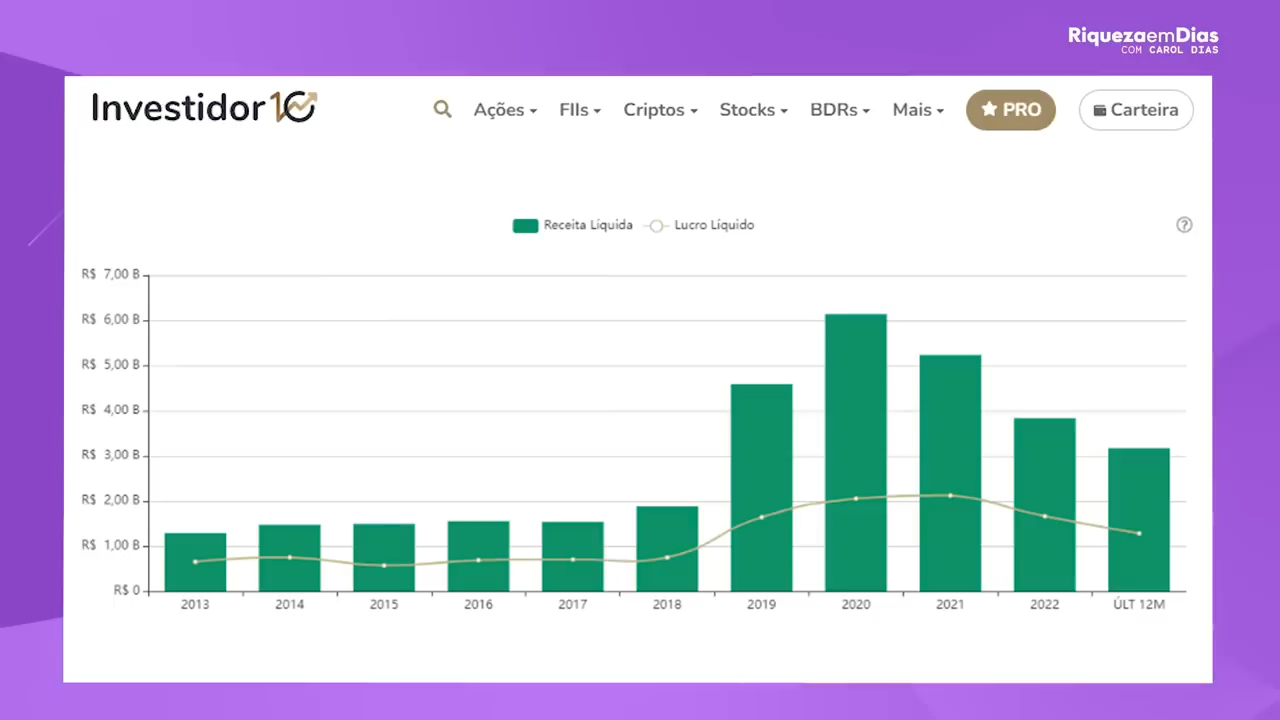 RiquezaemDias
COM CAROL DIAS
Investidor 10
Ações FIIs Criptos Stocks BDRs Mais PRO Carteira
Receita Líquida Lucro Líquido
R$ 7,00 B
R$ 6,00 B
R$ 5,00 B
R$ 4,00 B
R$ 3,00 B
R$ 2,00 B
R$ 1,00 B
R$ 0
2013 2014 2015 2016 2017 2018 2019 2020 2021 2022 ÚLT 12M